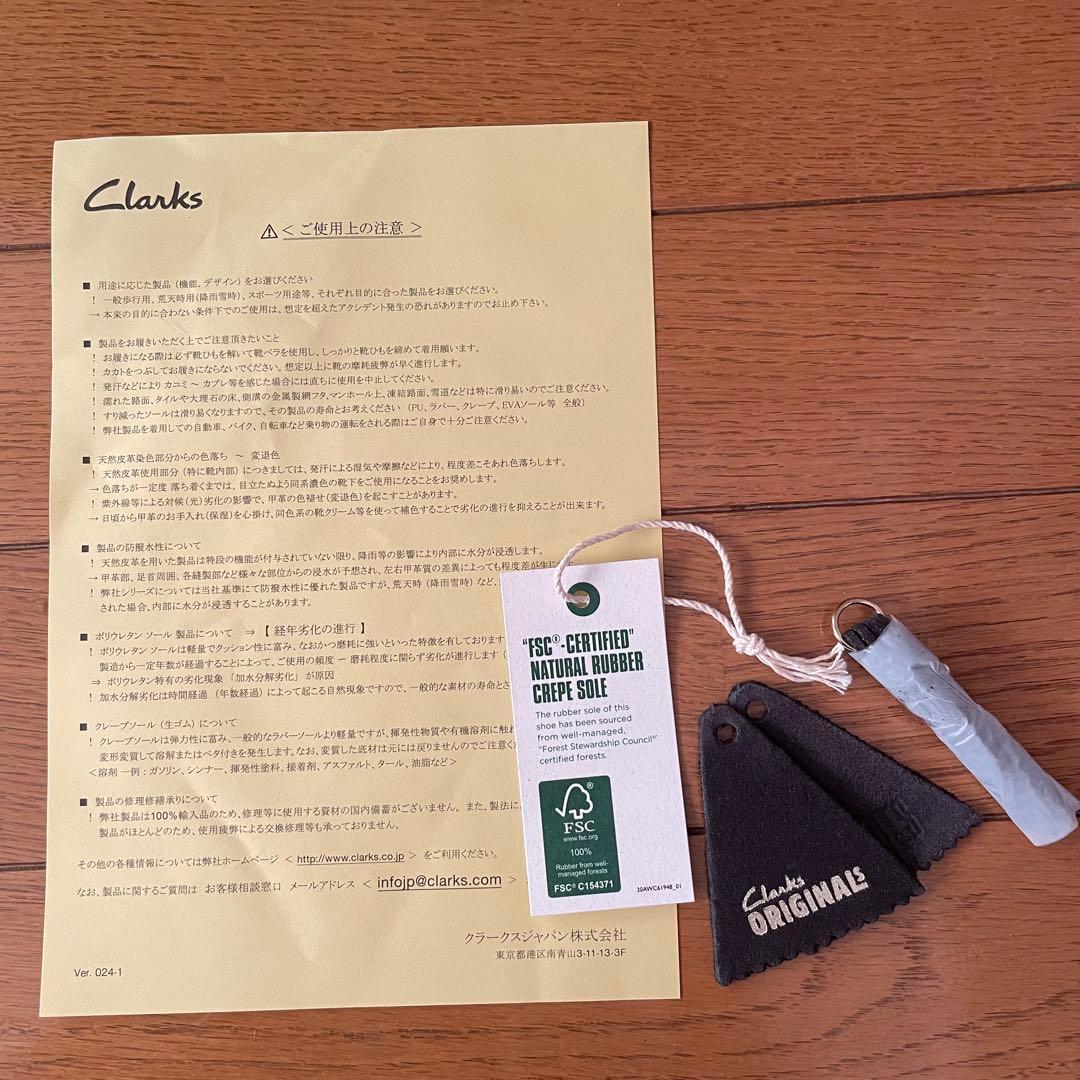 Clarks
⚠ < ご使用上の注意 >
■ 用途に応じた製品 (機能、デザイン) をお選びください
! 一般歩行用、荒天時用(降雨雪時)、スポーツ用途等、それぞれ目的に合った製品をお選びください。
→ 本来の目的に合わない条件下でのご使用は、想定を超えたアクシデント発生の恐れがありますのでお止め下さい。
■ 製品をお履きいただく上でご注意頂きたいこと
! お履きになる際は必ず靴ひもを解いて靴ベラを使用し、しっかりと靴ひもを締めて着用願います。
! カカトをつぶしてお履きにならないでください。想定以上に靴の摩耗疲弊が早く進行します。
! 発汗などにより カユミ ～ カブレ等を感じた場合には直ちに使用を中止してください。
! 濡れた路面、タイルや大理石の床、側溝の金属製網フタ、マンホール上、凍結路面、雪道などは特に滑り易いのでご注意ください。
! すり減ったソールは滑り易くなりますので、その製品の寿命とお考えください (PU、ラバー、クレープ、EVAソール等 全般)
! 弊社製品を着用しての自動車、バイク、自転車など乗り物の運転をされる際はご自身で十分ご注意ください。
■ 天然皮革染色部分からの色落ち ～ 変退色
! 天然皮革使用部分 (特に靴内部) につきましては、発汗による湿気や摩擦などにより、程度差こそあれ色落ちします。
→ 色落ちが一定度 落ち着くまでは、目立たぬよう同系濃色の靴下をご使用になることをお奨めします。
! 紫外線等による対候(光)劣化の影響で、甲革の色褪せ(変退色)を起こすことがあります。
→ 日頃から甲革のお手入れ(保湿)を心掛け、同色系の靴クリーム等を使って補色することで劣化の進行を抑えることが出来ます。
■ 製品の防撥水性について
! 天然皮革を用いた製品は特段の機能が付与されていない限り、降雨等の影響により内部に水分が浸透します。
→ 甲革部、足首周囲、各縫製部など様々な部位からの浸水が予想され、左右甲革質の差異によっても程度差が生じ
! 弊社シリーズについては当社基準にて防撥水性に優れた製品ですが、荒天時 (降雨雪時) など、
された場合、内部に水分が浸透することがあります。
■ ポリウレタン ソール 製品について ⇒【 経年劣化の進行 】
! ポリウレタン ソールは軽量でクッション性に富み、なおかつ磨耗に強いといった特徴を有しております
製造から一定年数が経過することによって、ご使用の頻度 ー 磨耗程度に関らず劣化が進行します (
⇒ ポリウレタン特有の劣化現象 「加水分解劣化」 が原因
! 加水分解劣化は時間経過 (年数経過) によって起こる自然現象ですので、一般的な素材の寿命とさ
■ クレープソール (生ゴム) について
! クレープソールは弾力性に富み、一般的なラバーソールより軽量ですが、揮発性物質や有機溶剤に触れ
変形変質して溶解またはベタ付きを発生します。なお、変質した底材は元には戻りませんのでご注意く
<溶剤 一例 : ガソリン、シンナー、揮発性塗料、接着剤、アスファルト、タール、油脂など>
■ 製品の修理修繕承りについて
! 弊社製品は100%輸入品のため、修理等に使用する資材の国内備蓄がございません。また、製法に
製品がほとんどのため、使用疲弊による交換修理等も承っておりません。
その他の各種情報については弊社ホームページ < http://www.clarks.co.jp > をご利用ください。
なお、製品に関するご質問は お客様相談窓口 メールアドレス < infojp@clarks.com >
クラークスジャパン株式会社
東京都港区南青山3-11-13-3F
Ver. 024-1
"FSC®-CERTIFIED"
NATURAL RUBBER
CREPE SOLE
The rubber sole of this
shoe has been sourced
from well-managed,
"Forest Stewardship Council®"
certified forests.
FSC
www.fsc.org
100%
Rubber from well-
managed forests
FSC® C154371
20AWC61948_01
Clarks
ORIGINALS